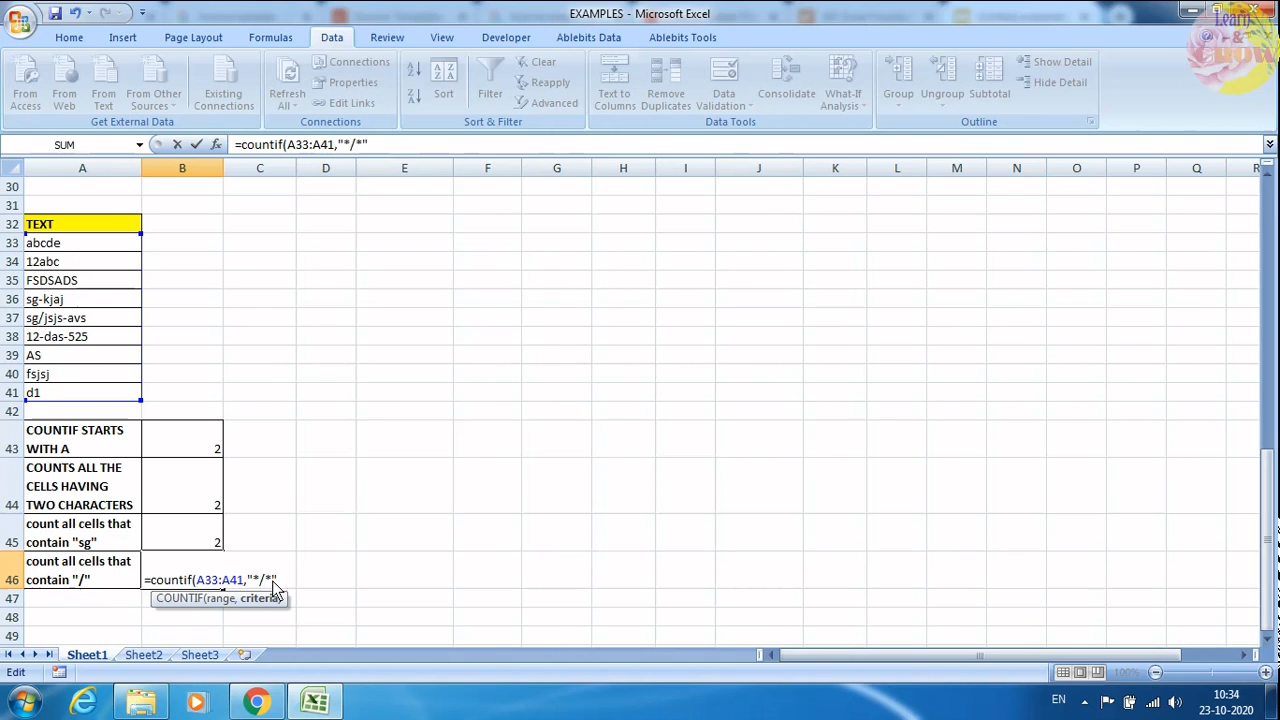 EXAMPLES - Microsoft Excel
Learn
&
GROW
Home Insert Page Layout Formulas Data Review View Developer Ablebits Data Ablebits Tools
From Access
From Web
From Text
From Other Sources
Existing Connections
Get External Data
Refresh All
Connections
Properties
Edit Links
Connections
Sort
Filter
Clear
Reapply
Advanced
Sort & Filter
Text to Columns
Remove Duplicates
Data Validation
Consolidate
What-If Analysis
Data Tools
Group
Ungroup
Subtotal
Show Detail
Hide Detail
Outline
SUM fx =countif(A33:A41,"*/*"
A B C D E F G H I J K L M N O P Q R
30
31
32 TEXT
33 abcde
34 12abc
35 FSDSADS
36 sg-kjaj
37 sg/jsjs-avs
38 12-das-525
39 AS
40 fsjsj
41 d1
42
COUNTIF STARTS
43 WITH A 2
COUNTS ALL THE
CELLS HAVING
44 TWO CHARACTERS 2
count all cells that
45 contain "sg" 2
count all cells that
46 contain "/" =countif(A33:A41,"*/*"
47 COUNTIF(range, criteria)
48
49
Sheet1 Sheet2 Sheet3
Edit 100%
EN 10:34
23-10-2020